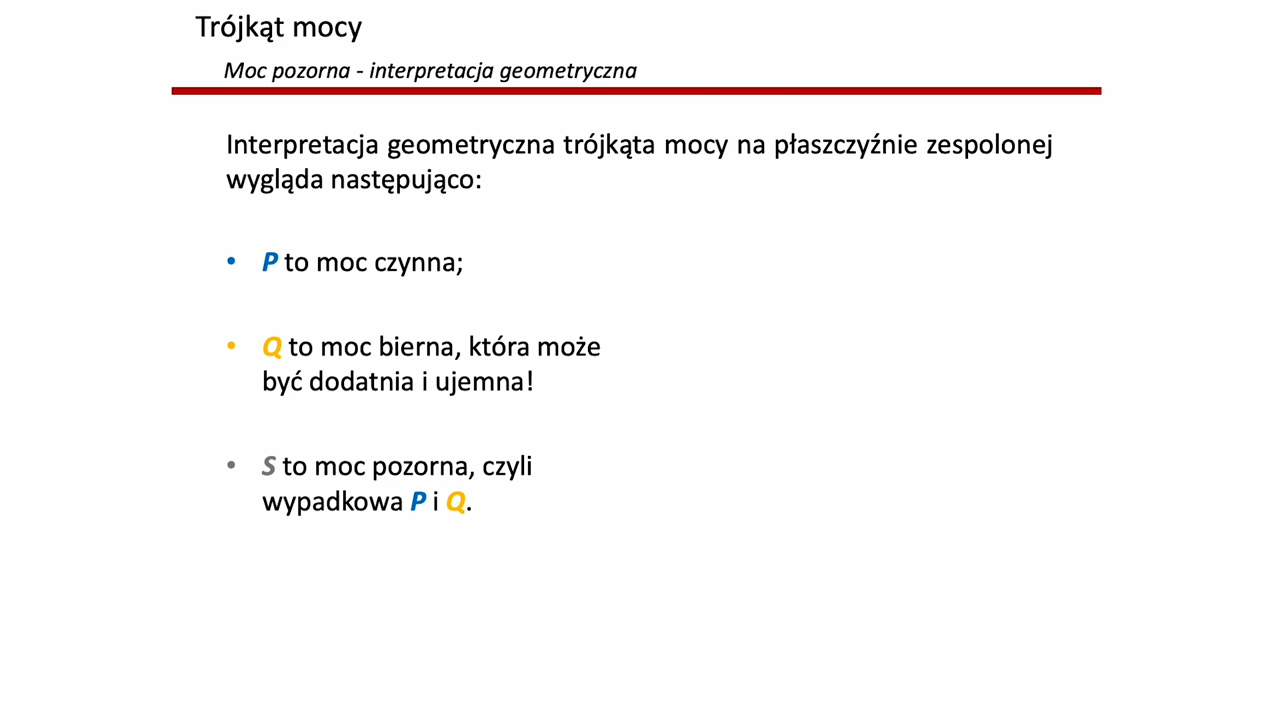 Trójkąt mocy
Moc pozorna - interpretacja geometryczna
Interpretacja geometryczna trójkąta mocy na płaszczyźnie zespolonej
wygląda następująco:
• P to moc czynna;
• Q to moc bierna, która może
być dodatnia i ujemna!
• S to moc pozorna, czyli
wypadkowa P i Q.